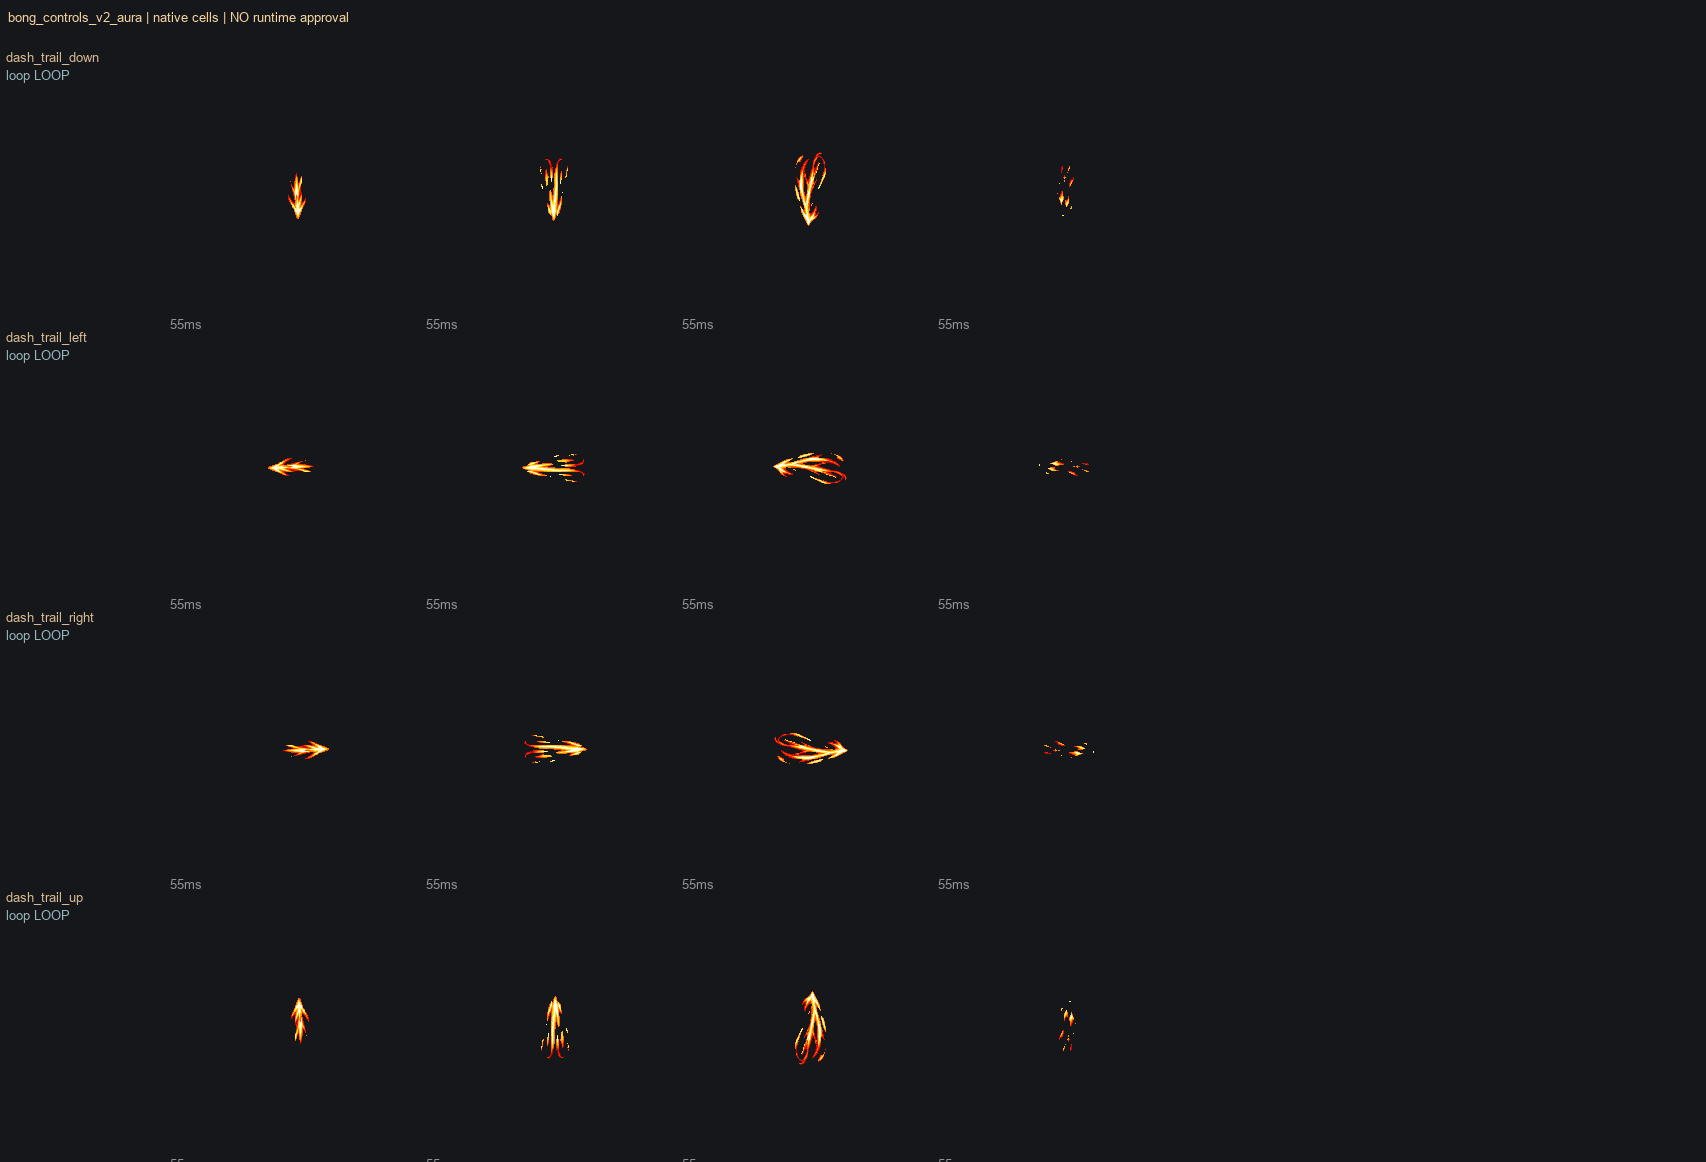 bong_controls_v2_aura | native cells | NO runtime approval
dash_trail_down
loop LOOP
55ms 55ms 55ms 55ms
dash_trail_left
loop LOOP
55ms 55ms 55ms 55ms
dash_trail_right
loop LOOP
55ms 55ms 55ms 55ms
dash_trail_up
loop LOOP